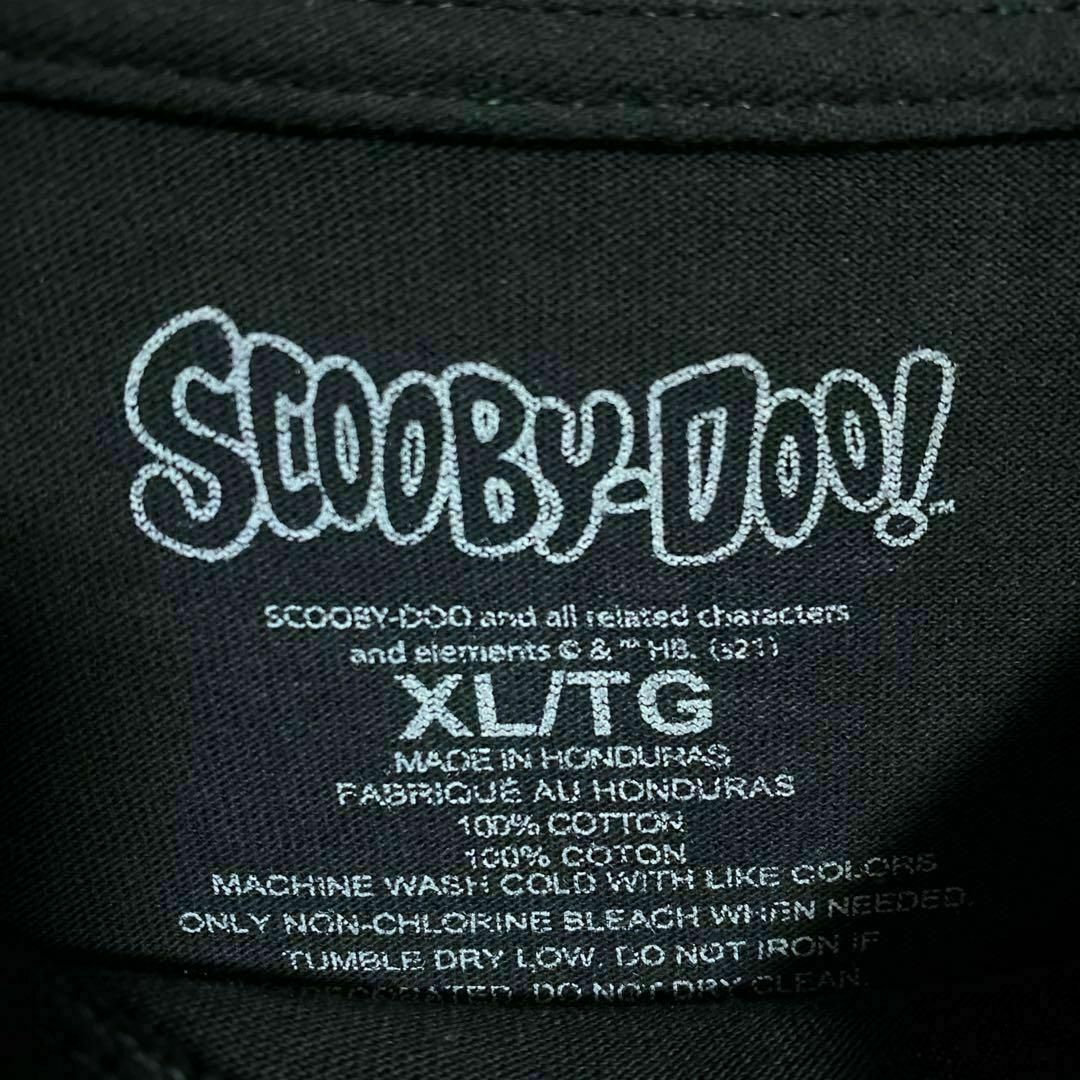 SCOOBY-DOO! ™
SCOOBY-DOO and all related characters
and elements © & ™ HB. (s21)
XL/TG
MADE IN HONDURAS
FABRIQUÉ AU HONDURAS
100% COTTON
100% COTON
MACHINE WASH COLD WITH LIKE COLORS
ONLY NON-CHLORINE BLEACH WHEN NEEDED.
TUMBLE DRY LOW. DO NOT IRON IF
DO NOT DRY CLEAN.